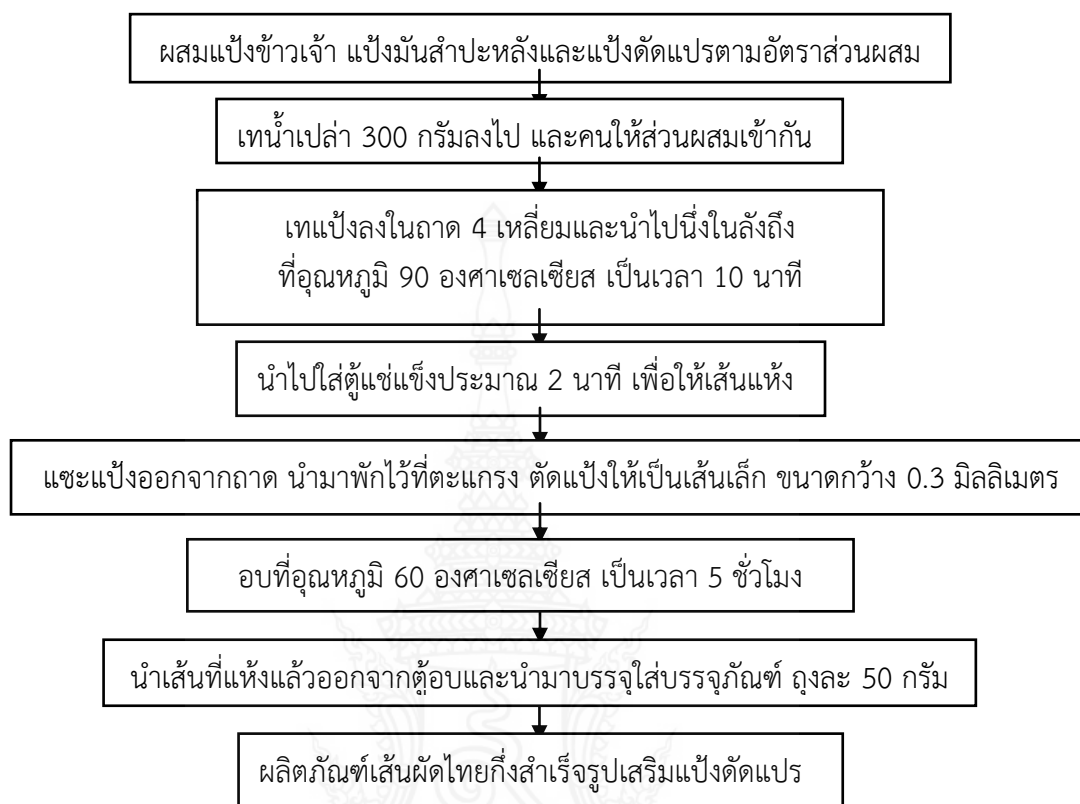 ผสมแป้งข้าวเจ้า แป้งมันสำปะหลังและแป้งดัดแปรตามอัตราส่วนผสม
เทน้ำเปล่า 300 กรัมลงไป และคนให้ส่วนผสมเข้ากัน
เทแป้งลงในถาด 4 เหลี่ยมและนำไปนึ่งในลังถึง
ที่อุณหภูมิ 90 องศาเซลเซียส เป็นเวลา 10 นาที
นำไปใส่ตู้แช่แข็งประมาณ 2 นาที เพื่อให้เส้นแห้ง
แซะแป้งออกจากถาด นำมาพักไว้ที่ตะแกรง ตัดแป้งให้เป็นเส้นเล็ก ขนาดกว้าง 0.3 มิลลิเมตร
อบที่อุณหภูมิ 60 องศาเซลเซียส เป็นเวลา 5 ชั่วโมง
นำเส้นที่แห้งแล้วออกจากตู้อบและนำมาบรรจุใส่บรรจุภัณฑ์ ถุงละ 50 กรัม
ผลิตภัณฑ์เส้นผัดไทยกึ่งสำเร็จรูปเสริมแป้งดัดแปร